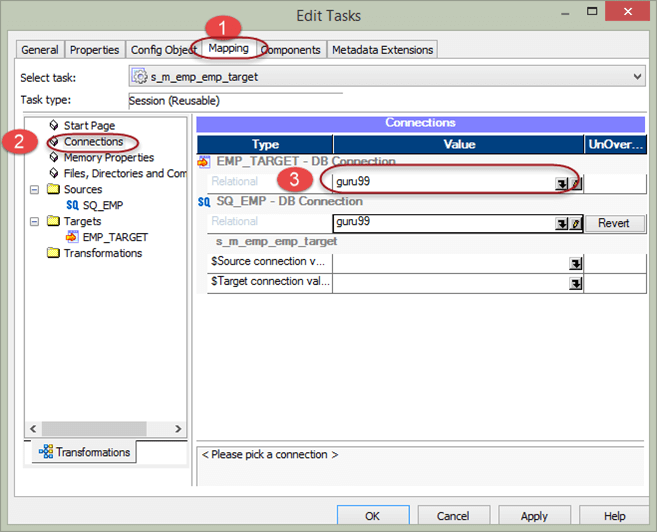 Edit Tasks
1
General Properties Config Object Mapping Components Metadata Extensions
Select task: s_m_emp_emp_target
Task type: Session (Reusable)
Start Page
2 Connections
Memory Properties
Files, Directories and Com
Sources
SQ SQ_EMP
Targets
EMP_TARGET
Transformations
Transformations
Connections
Type Value UnOver...
EMP_TARGET - DB Connection
Relational 3 guru99
SQ SQ_EMP - DB Connection
Relational guru99 Revert
s_m_emp_emp_target
$Source connection v...
$Target connection val...
< Please pick a connection >
OK Cancel Apply Help